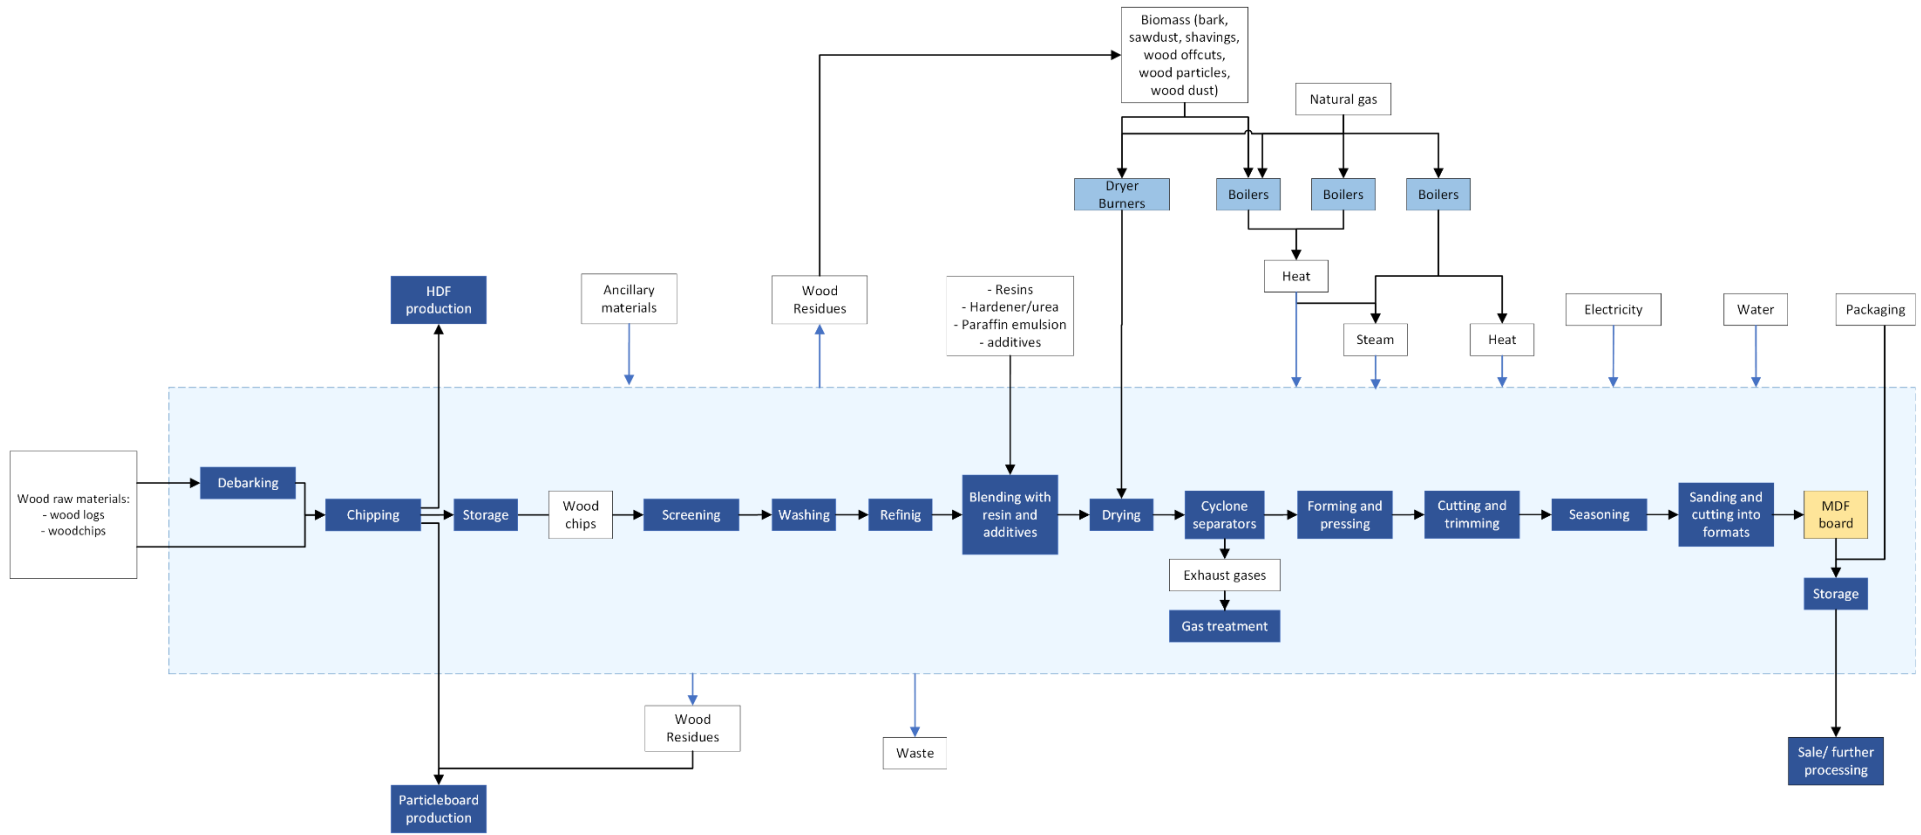 Biomass (bark,
sawdust, shavings,
wood offcuts,
wood particles,
wood dust)
Natural gas
Dryer
Burners
Boilers
Boilers
Boilers
HDF
production
Ancillary
materials
Wood
Residues
- Resins
- Hardener/urea
- Paraffin emulsion
- additives
Heat
Steam
Heat
Electricity
Water
Packaging
Wood raw materials:
- wood logs
- woodchips
Debarking
Chipping
Storage
Wood
chips
Screening
Washing
Refinig
Blending with
resin and
additives
Drying
Cyclone
separators
Forming and
pressing
Cutting and
trimming
Seasoning
Sanding and
cutting into
formats
MDF
board
Exhaust gases
Gas treatment
Storage
Wood
Residues
Waste
Sale/ further
processing
Particleboard
production